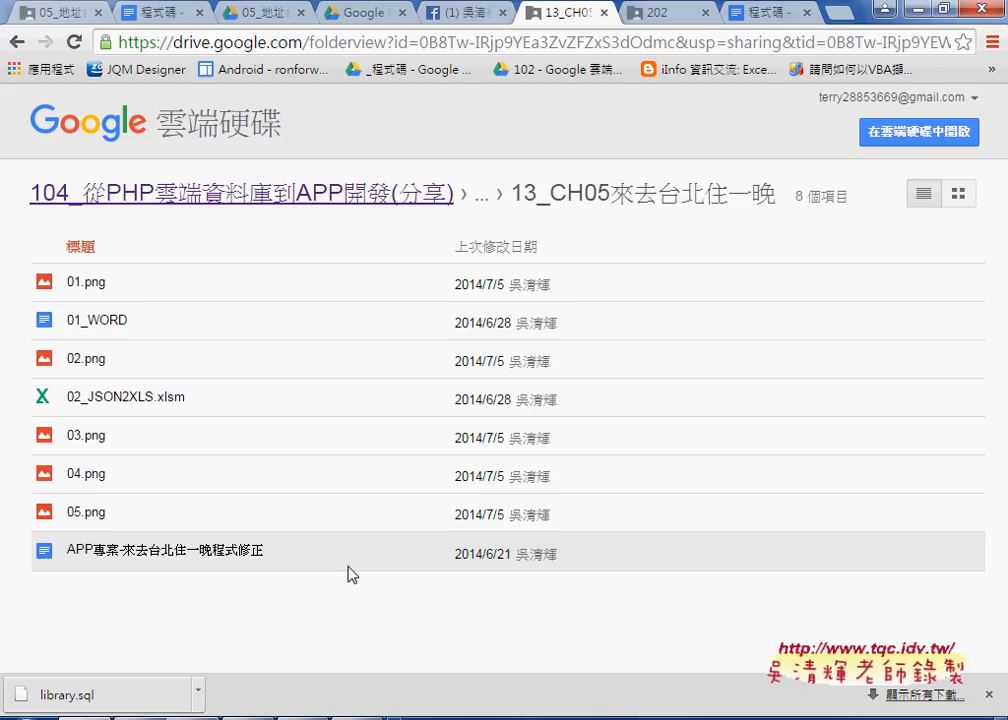 05_地址
程式碼 -
05_地址
Google
(1) 吳清
13_CH05
202
程式碼 -
https://drive.google.com/folderview?id=0B8Tw-IRjp9YEa3ZvZFZxS3dOdmc&usp=sharing&tid=0B8Tw-IRjp9YEW
應用程式
JQM Designer
Android - ronforw...
_程式碼 - Google ...
102 - Google 雲端...
iInfo 資訊交流: Exce...
請問如何以VBA擷...
»
terry28853669@gmail.com
Google 雲端硬碟
在雲端硬碟中開啟
104_從PHP雲端資料庫到APP開發(分享) › ... › 13_CH05來去台北住一晚 8 個項目
標題 上次修改日期
01.png 2014/7/5 吳清輝
01_WORD 2014/6/28 吳清輝
02.png 2014/7/5 吳清輝
02_JSON2XLS.xlsm 2014/6/28 吳清輝
03.png 2014/7/5 吳清輝
04.png 2014/7/5 吳清輝
05.png 2014/7/5 吳清輝
APP專案-來去台北住一晚程式修正 2014/6/21 吳清輝
http://www.tqc.idv.tw/
吳清輝老師錄製
library.sql
顯示所有下載...